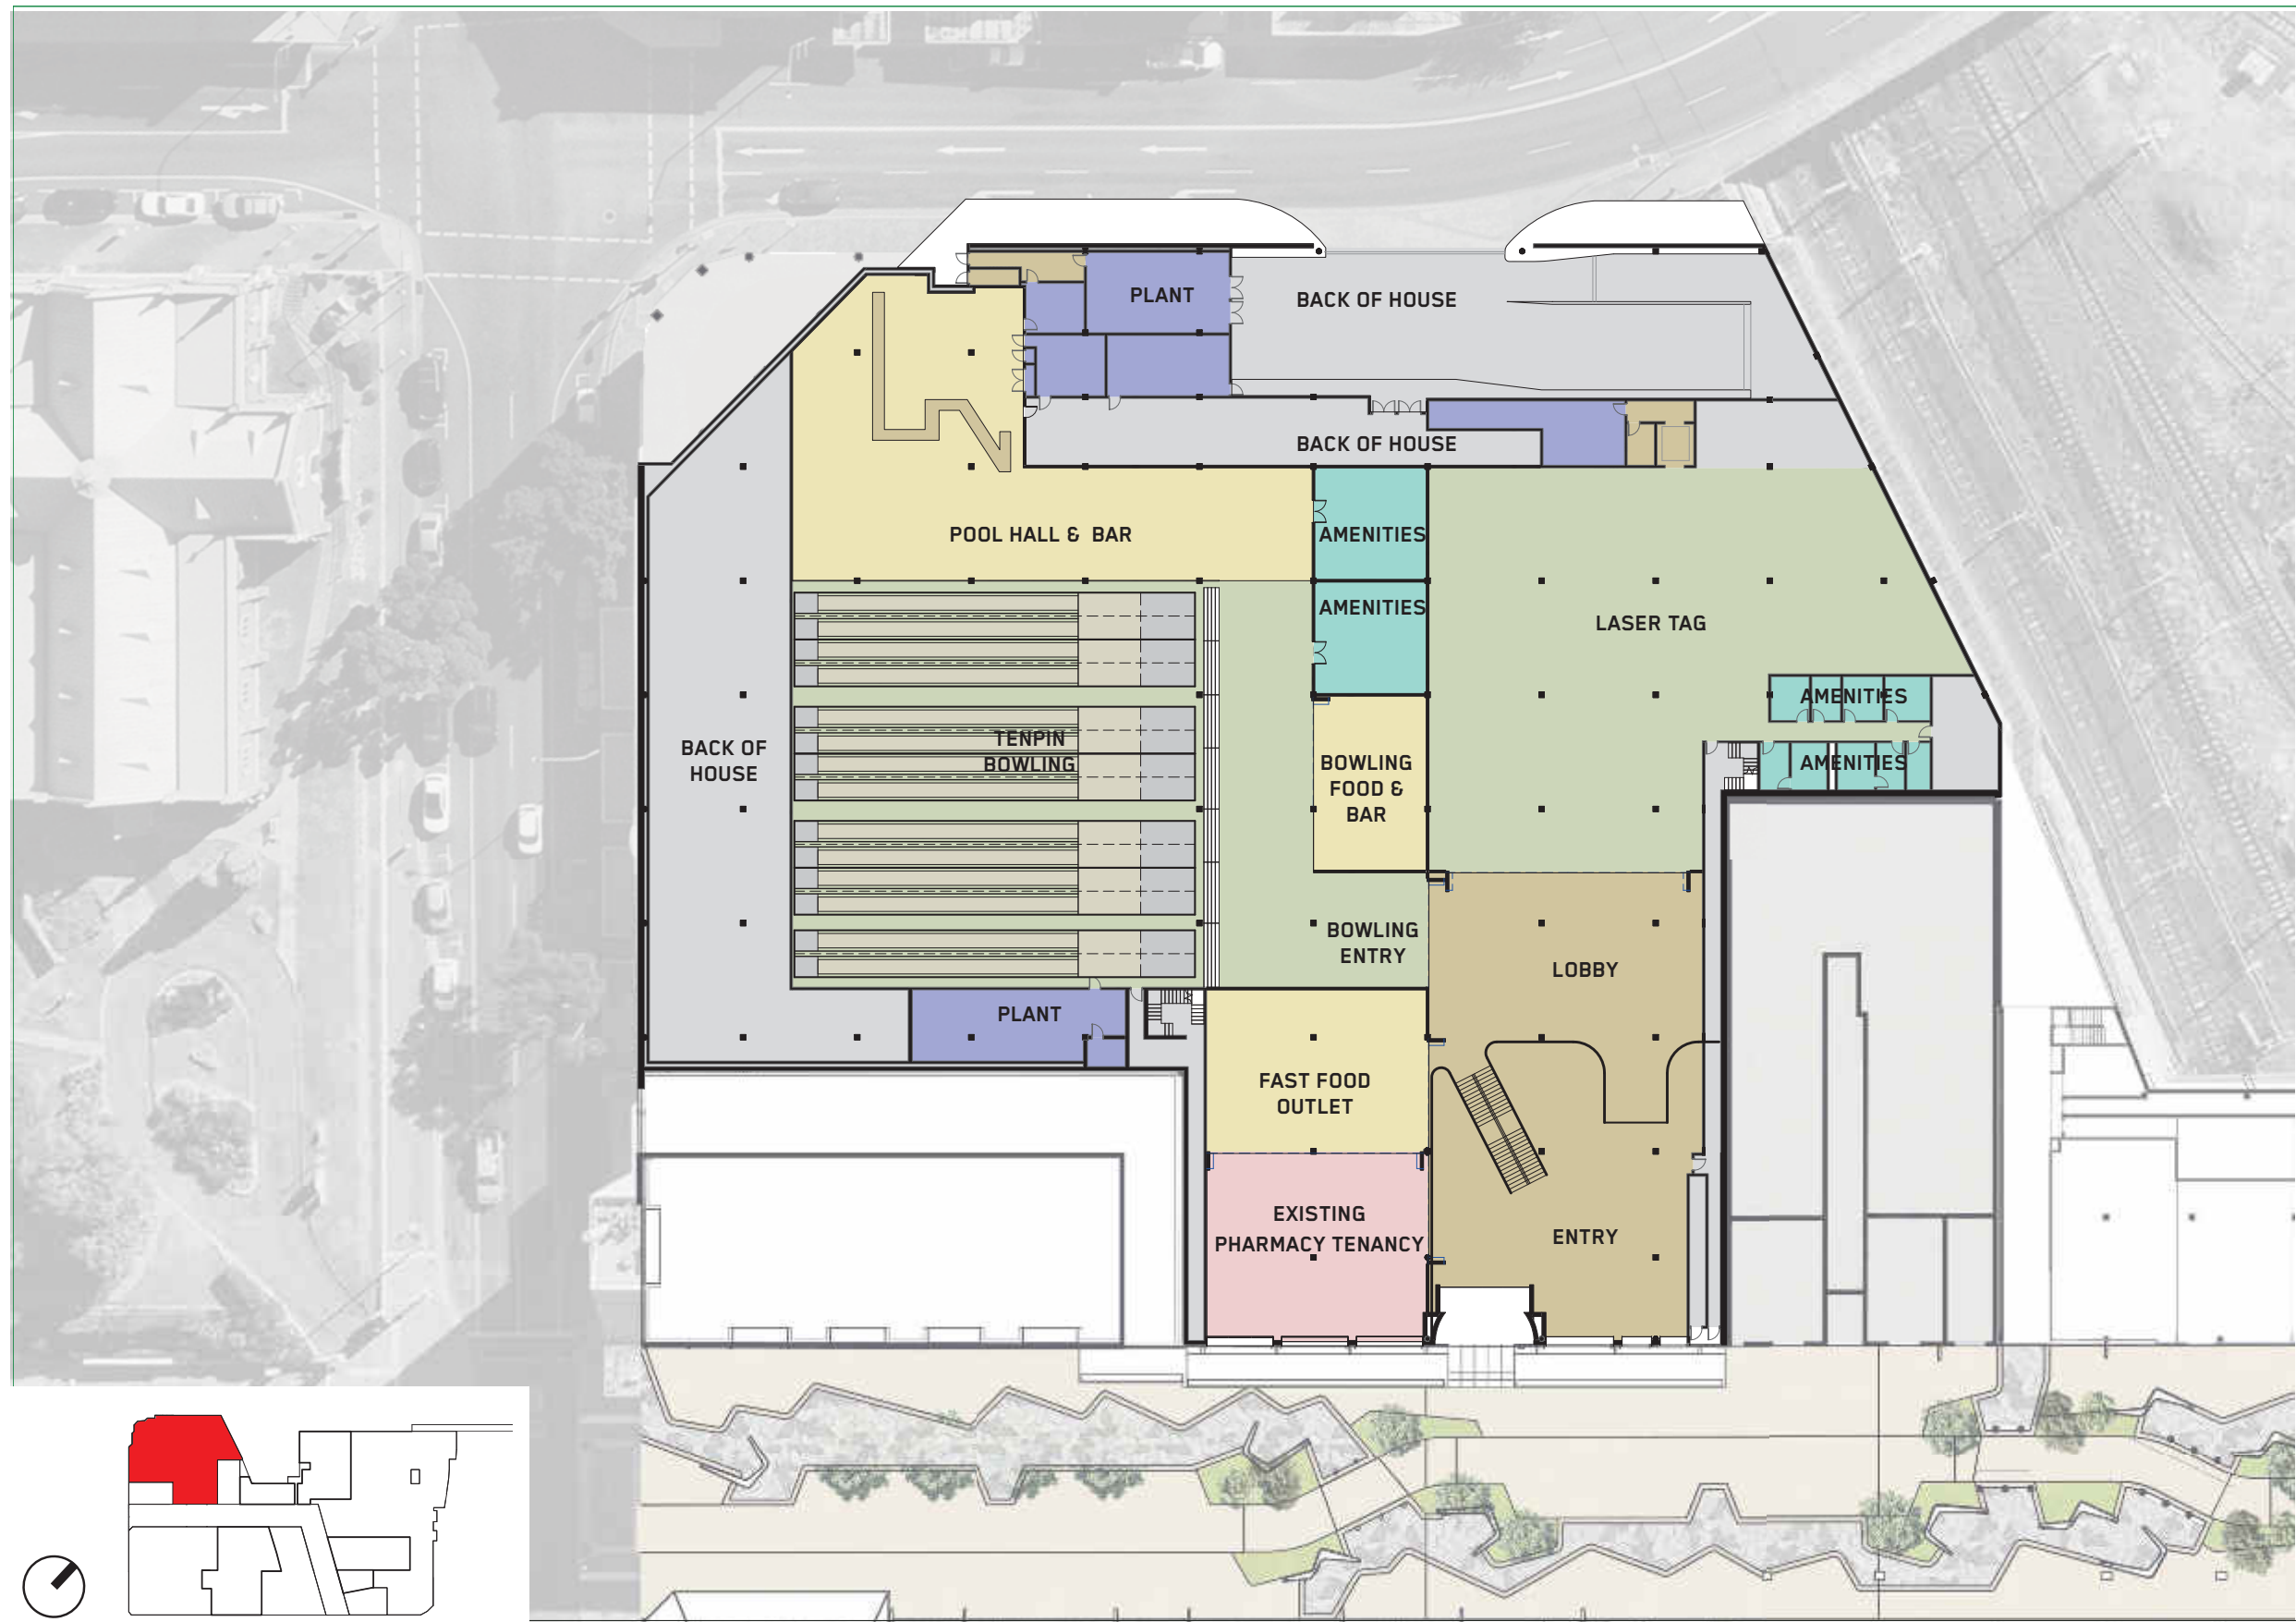 PLANT
BACK OF HOUSE
BACK OF HOUSE
POOL HALL & BAR
AMENITIES
AMENITIES
LASER TAG
AMENITIES
AMENITIES
BACK OF
HOUSE
TENPIN
BOWLING
BOWLING
FOOD &
BAR
BOWLING
ENTRY
LOBBY
PLANT
FAST FOOD
OUTLET
EXISTING
PHARMACY TENANCY
ENTRY